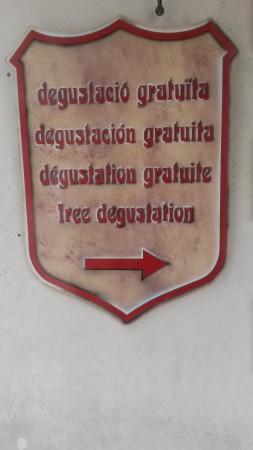 degustació gratuïta
degustación gratuita
dégustation gratuite
free degustation